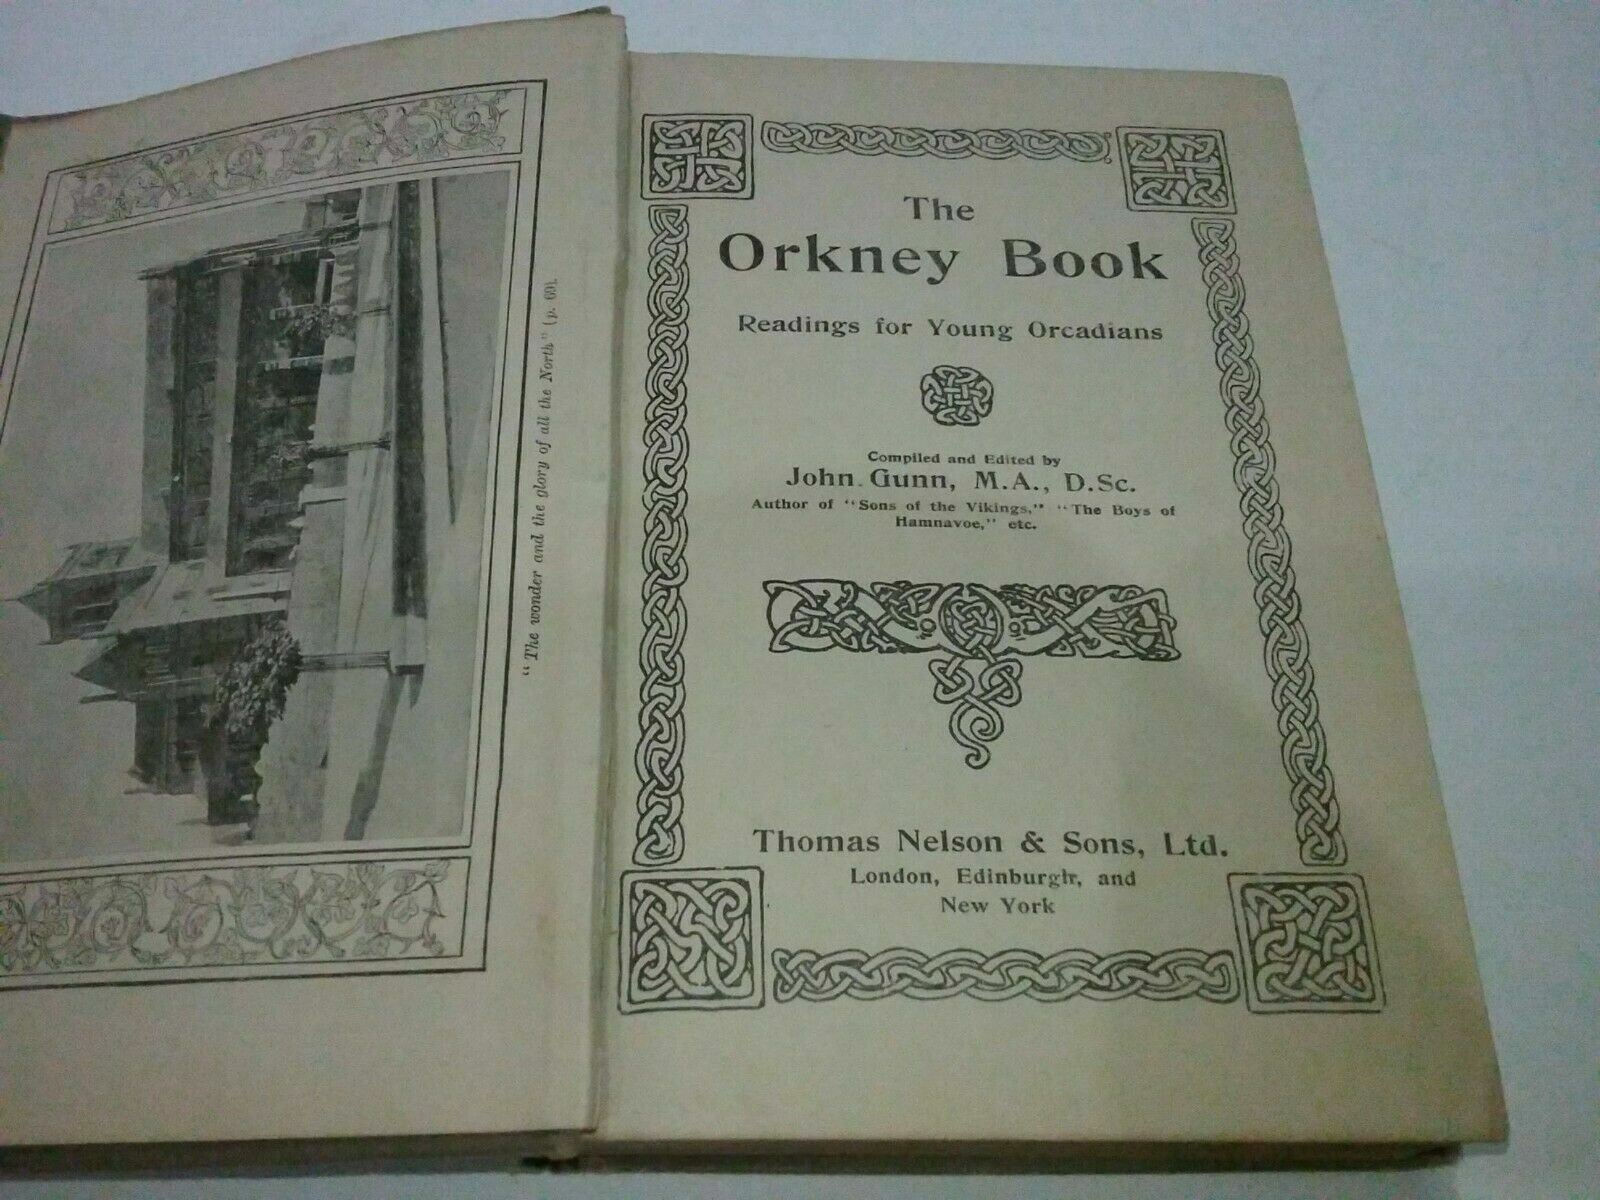 "The wonder and the glory of all the North" (p. 69).
The
Orkney Book
Readings for Young Orcadians
Compiled and Edited by
John Gunn, M.A., D.Sc.
Author of "Sons of the Vikings," "The Boys of
Hamnavoe," etc.
Thomas Nelson & Sons, Ltd.
London, Edinburgh, and
New York